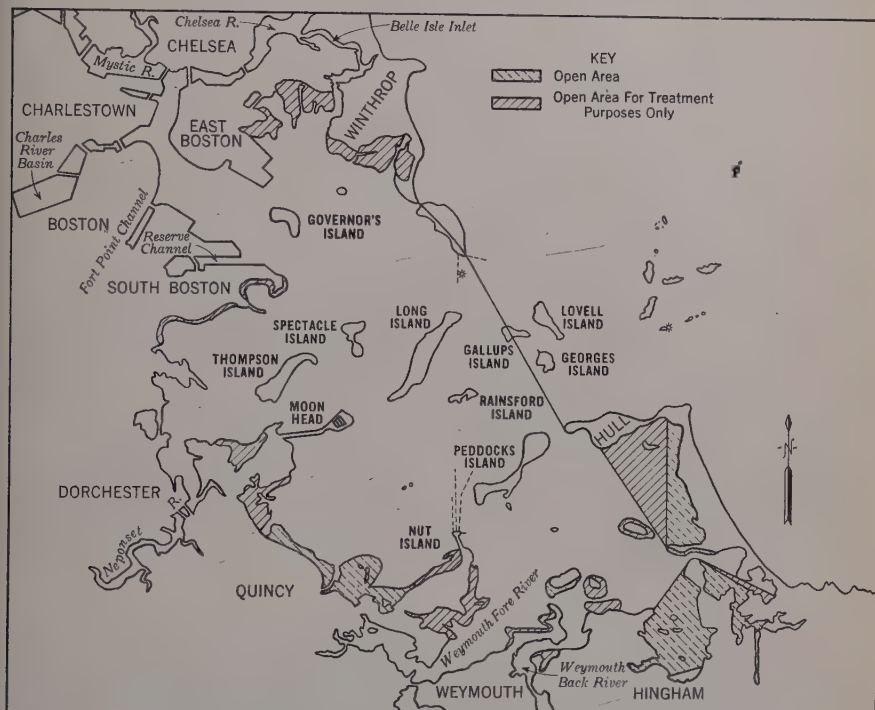 Chelsea R.
CHELSEA
Belle Isle Inlet
Mystic R.
KEY
Open Area
Open Area For Treatment
Purposes Only
CHARLESTOWN
EAST
BOSTON
WINTHROP
Charles
River
Basin
BOSTON
Fort Point Channel
Reserve
Channel
GOVERNOR'S
ISLAND
SOUTH BOSTON
SPECTACLE
ISLAND
LONG
ISLAND
LOVELL
ISLAND
GALLUPS
ISLAND
GEORGES
ISLAND
THOMPSON
ISLAND
RAINSFORD
ISLAND
MOON
HEAD
HULL
PEDDOCKS
ISLAND
N
DORCHESTER
Neponset R.
NUT
ISLAND
QUINCY
Weymouth Fore River
Weymouth
Back River
WEYMOUTH
HINGHAM